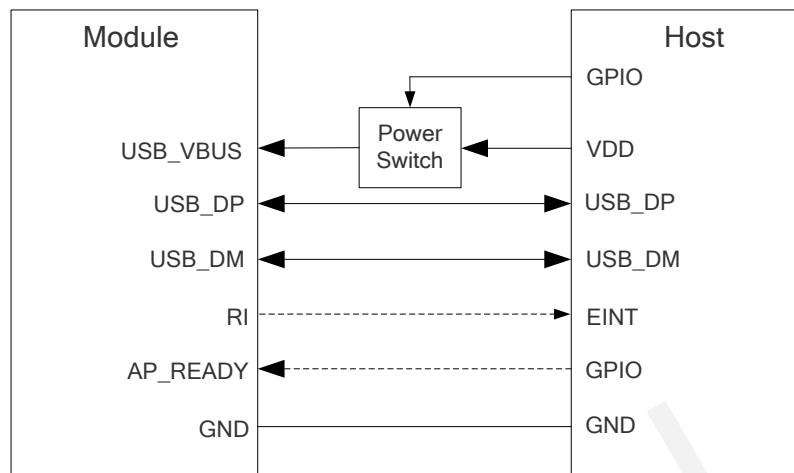 Module
Host
GPIO
Power
Switch
USB_VBUS
VDD
USB_DP
USB_DP
USB_DM
USB_DM
RI
EINT
AP_READY
GPIO
GND
GND